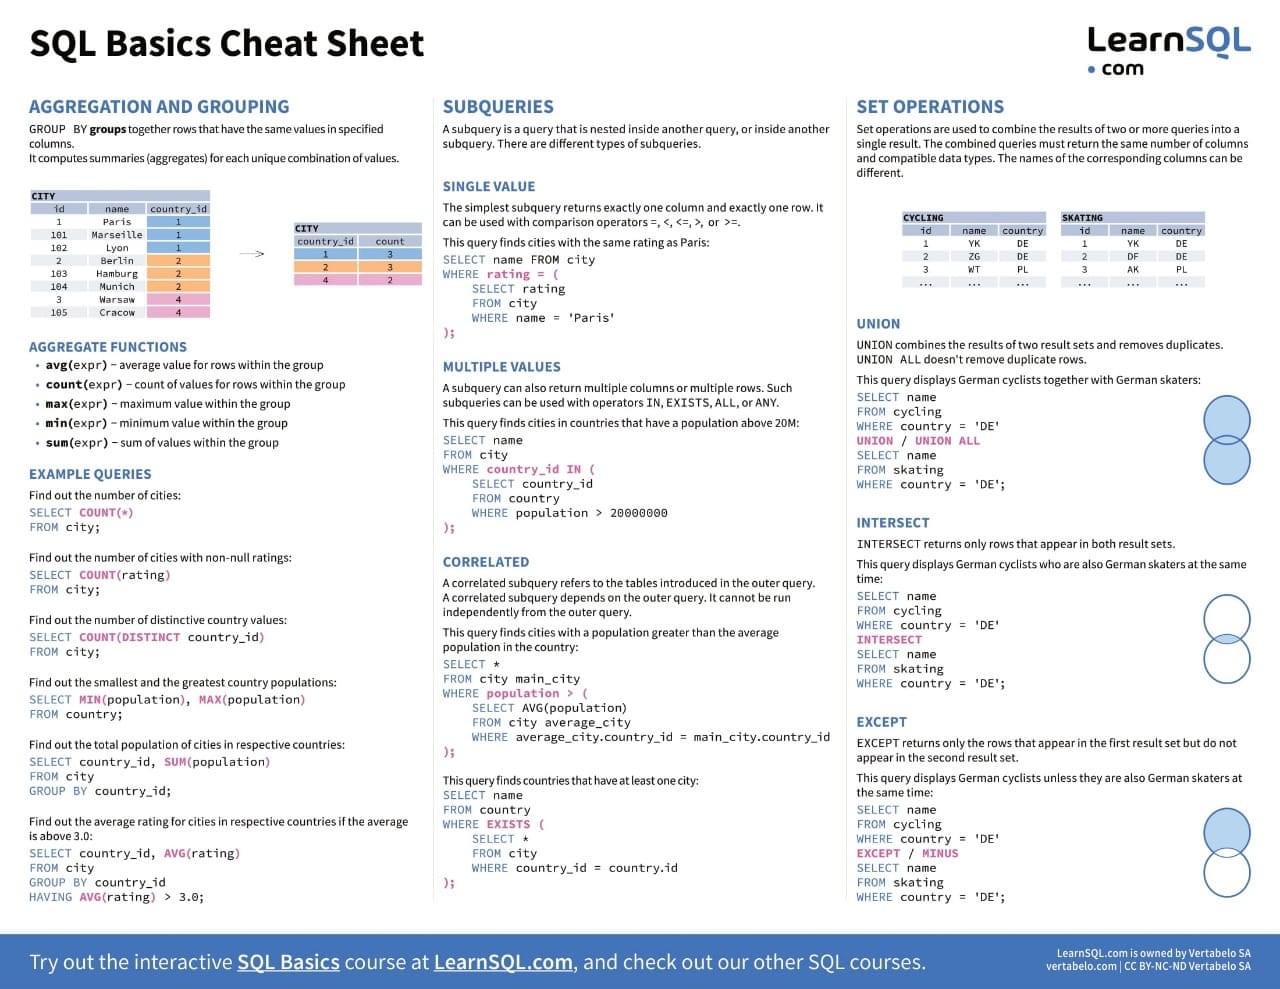 SQL Basics Cheat Sheet
LearnSQL
• com
AGGREGATION AND GROUPING
GROUP BY groups together rows that have the same values in specified
columns.
It computes summaries (aggregates) for each unique combination of values.
CITY
id name country_id
1 Paris 1
101 Marseille 1
102 Lyon 1
2 Berlin 2
103 Hamburg 2
104 Munich 2
3 Warsaw 4
105 Cracow 4
CITY
country_id count
1 3
2 3
4 2
AGGREGATE FUNCTIONS
• avg(expr) – average value for rows within the group
• count(expr) – count of values for rows within the group
• max(expr) – maximum value within the group
• min(expr) – minimum value within the group
• sum(expr) – sum of values within the group
EXAMPLE QUERIES
Find out the number of cities:
SELECT COUNT(*)
FROM city;
Find out the number of cities with non-null ratings:
SELECT COUNT(rating)
FROM city;
Find out the number of distinctive country values:
SELECT COUNT(DISTINCT country_id)
FROM city;
Find out the smallest and the greatest country populations:
SELECT MIN(population), MAX(population)
FROM country;
Find out the total population of cities in respective countries:
SELECT country_id, SUM(population)
FROM city
GROUP BY country_id;
Find out the average rating for cities in respective countries if the average
is above 3.0:
SELECT country_id, AVG(rating)
FROM city
GROUP BY country_id
HAVING AVG(rating) > 3.0;
SUBQUERIES
A subquery is a query that is nested inside another query, or inside another
subquery. There are different types of subqueries.
SINGLE VALUE
The simplest subquery returns exactly one column and exactly one row. It
can be used with comparison operators =, <, <=, >, or >=.
This query finds cities with the same rating as Paris:
SELECT name FROM city
WHERE rating = (
SELECT rating
FROM city
WHERE name = 'Paris'
);
MULTIPLE VALUES
A subquery can also return multiple columns or multiple rows. Such
subqueries can be used with operators IN, EXISTS, ALL, or ANY.
This query finds cities in countries that have a population above 20M:
SELECT name
FROM city
WHERE country_id IN (
SELECT country_id
FROM country
WHERE population > 20000000
);
CORRELATED
A correlated subquery refers to the tables introduced in the outer query.
A correlated subquery depends on the outer query. It cannot be run
independently from the outer query.
This query finds cities with a population greater than the average
population in the country:
SELECT *
FROM city main_city
WHERE population > (
SELECT AVG(population)
FROM city average_city
WHERE average_city.country_id = main_city.country_id
);
This query finds countries that have at least one city:
SELECT name
FROM country
WHERE EXISTS (
SELECT *
FROM city
WHERE country_id = country.id
);
SET OPERATIONS
Set operations are used to combine the results of two or more queries into a
single result. The combined queries must return the same number of columns
and compatible data types. The names of the corresponding columns can be
different.
CYCLING
id name country
1 YK DE
2 ZG DE
3 WT PL
... ... ...
SKATING
id name country
1 YK DE
2 DF DE
3 AK PL
... ... ...
UNION
UNION combines the results of two result sets and removes duplicates.
UNION ALL doesn't remove duplicate rows.
This query displays German cyclists together with German skaters:
SELECT name
FROM cycling
WHERE country = 'DE'
UNION / UNION ALL
SELECT name
FROM skating
WHERE country = 'DE';
INTERSECT
INTERSECT returns only rows that appear in both result sets.
This query displays German cyclists who are also German skaters at the same
time:
SELECT name
FROM cycling
WHERE country = 'DE'
INTERSECT
SELECT name
FROM skating
WHERE country = 'DE';
EXCEPT
EXCEPT returns only the rows that appear in the first result set but do not
appear in the second result set.
This query displays German cyclists unless they are also German skaters at
the same time:
SELECT name
FROM cycling
WHERE country = 'DE'
EXCEPT / MINUS
SELECT name
FROM skating
WHERE country = 'DE';
Try out the interactive SQL Basics course at LearnSQL.com, and check out our other SQL courses.
LearnSQL.com is owned by Vertabelo SA
vertabelo.com | CC BY-NC-ND Vertabelo SA